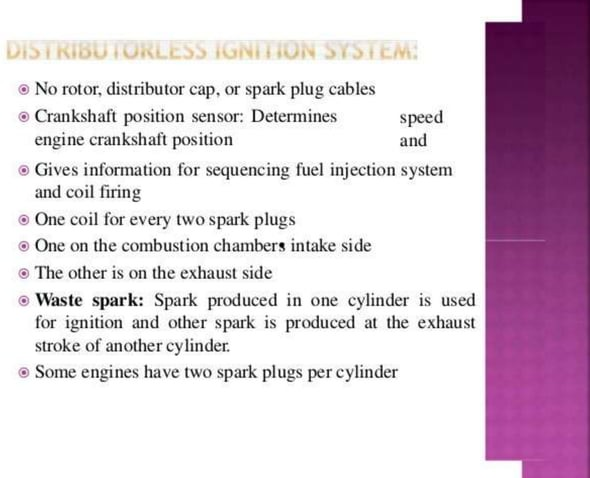 DISTRIBUTORLESS IGNITION SYSTEM:
No rotor, distributor cap, or spark plug cables
Crankshaft position sensor: Determines speed
engine crankshaft position and
Gives information for sequencing fuel injection system
and coil firing
One coil for every two spark plugs
One on the combustion chambers intake side
The other is on the exhaust side
Waste spark: Spark produced in one cylinder is used
for ignition and other spark is produced at the exhaust
stroke of another cylinder.
Some engines have two spark plugs per cylinder